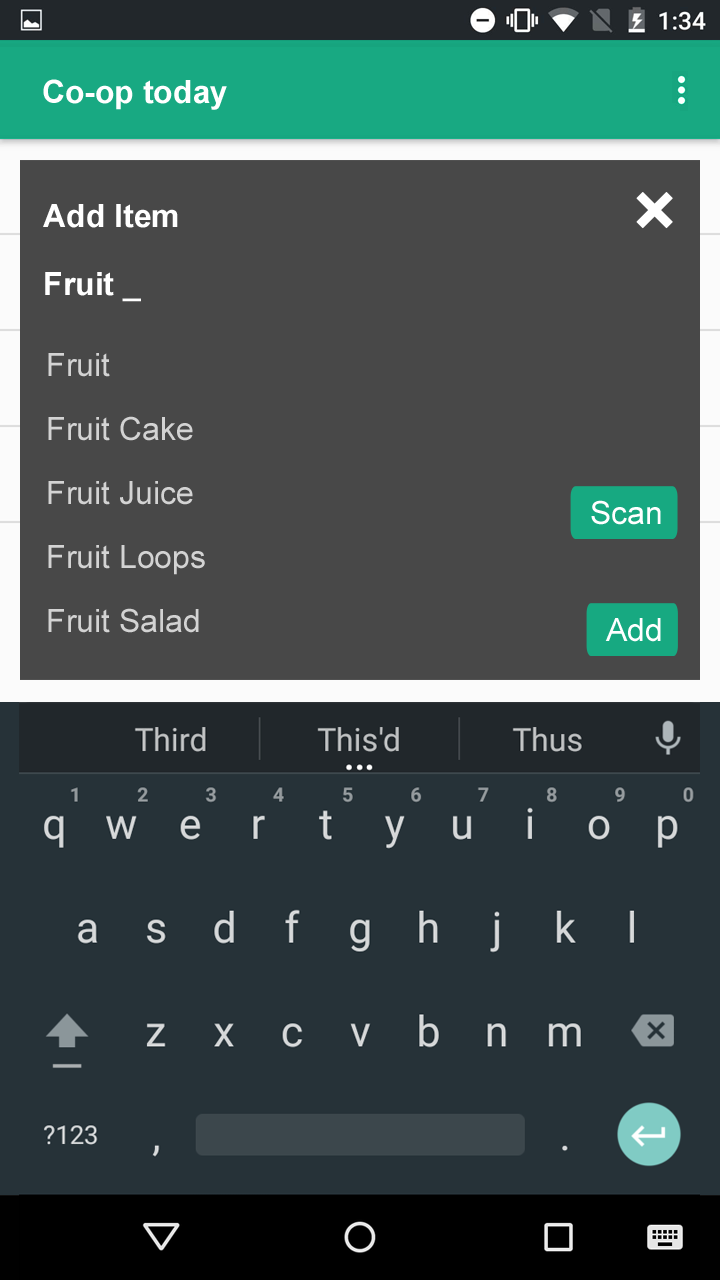 1:34
Co-op today
Add Item
Fruit _
Fruit
Fruit Cake
Fruit Juice
Scan
Fruit Loops
Fruit Salad
Add
Third This'd Thus
1 2 3 4 5 6 7 8 9 0
q w e r t y u i o p
a s d f g h j k l
z x c v b n m
?123 , .